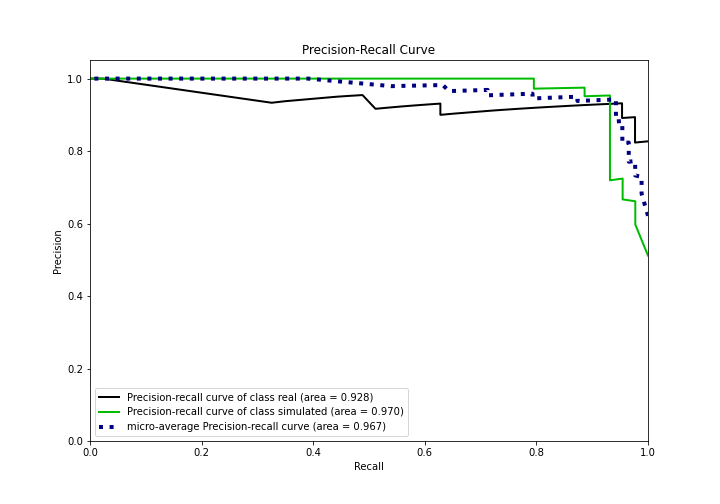 Precision-Recall Curve
1.0
0.8
0.6
0.4
0.2
0.0
Precision
Precision-recall curve of class real (area = 0.928)
Precision-recall curve of class simulated (area = 0.970)
micro-average Precision-recall curve (area = 0.967)
0.0 0.2 0.4 0.6 0.8 1.0
Recall